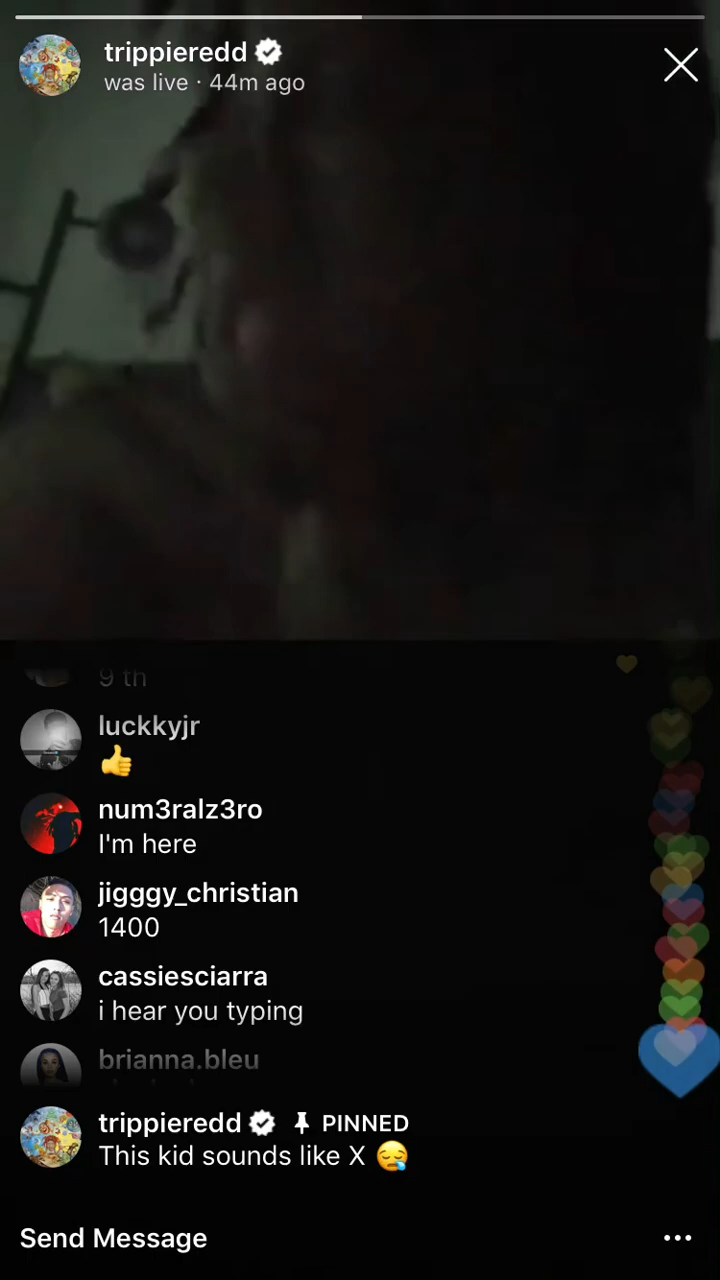 trippieredd
was live · 44m ago
9 th
luckkyjr
👍
num3ralz3ro
I'm here
jigggy_christian
1400
cassiesciarra
i hear you typing
brianna.bleu
trippieredd PINNED
This kid sounds like X 😪
Send Message